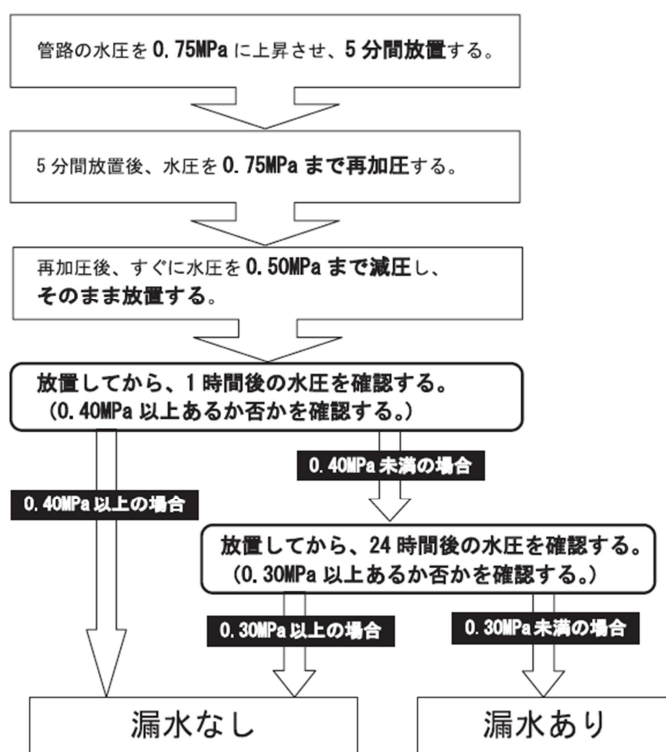 管路の水圧を0.75MPaに上昇させ、5分間放置する。
5分間放置後、水圧を0.75MPaまで再加圧する。
再加圧後、すぐに水圧を0.50MPaまで減圧し、
そのまま放置する。
放置してから、1時間後の水圧を確認する。
(0.40MPa以上あるか否かを確認する。)
0.40MPa未満の場合
0.40MPa以上の場合
放置してから、24時間後の水圧を確認する。
(0.30MPa以上あるか否かを確認する。)
0.30MPa以上の場合
0.30MPa未満の場合
漏水なし
漏水あり